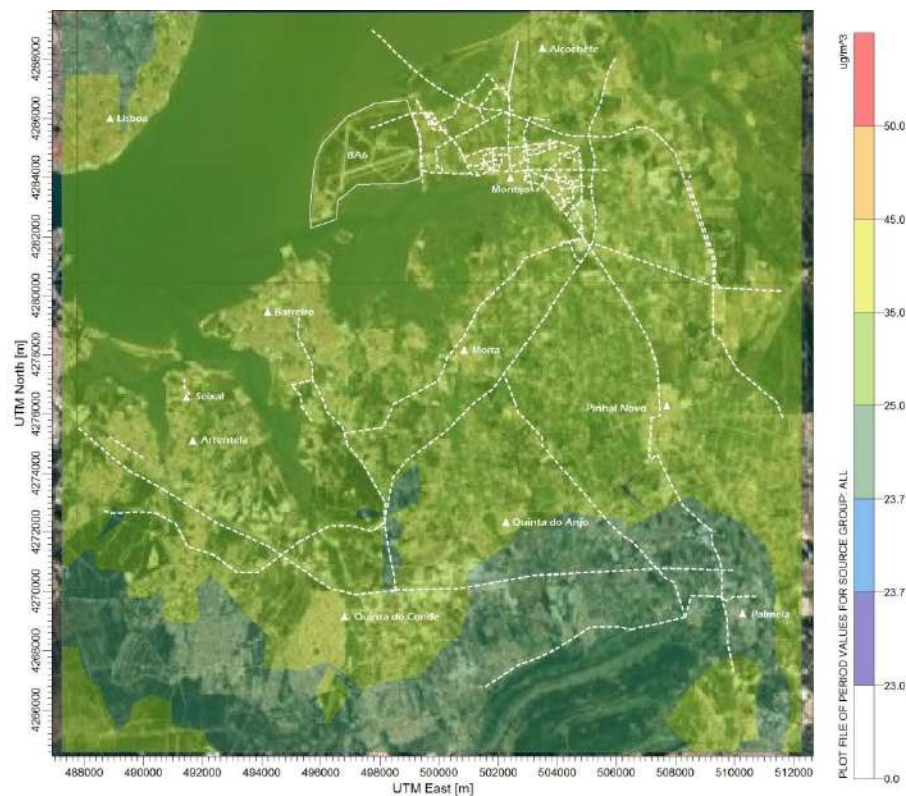 ug/m^3
4288000
Alcochete
Lisboa
50.0
4286000
BA6
4284000
Montijo
45.0
4282000
4280000
Barreiro
35.0
4278000
Moita
UTM North [m]
4276000
Seixal
Pinhal Novo
25.0
Arrentela
4274000
23.7
4272000
Quinta do Anjo
4270000
23.7
Quinta do Conde
Palmela
4268000
23.0
4266000
PLOT FILE OF PERIOD VALUES FOR SOURCE GROUP: ALL
0.0
488000 490000 492000 494000 496000 498000 500000 502000 504000 506000 508000 510000 512000
UTM East [m]